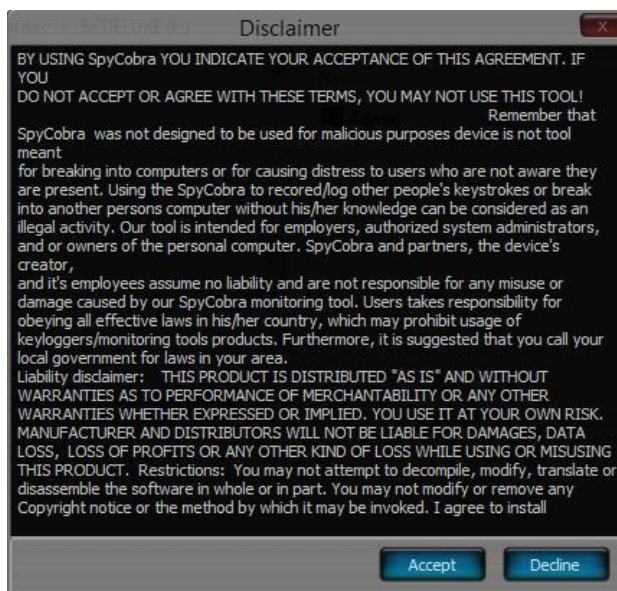 Disclaimer
X
BY USING SpyCobra YOU INDICATE YOUR ACCEPTANCE OF THIS AGREEMENT. IF
YOU
DO NOT ACCEPT OR AGREE WITH THESE TERMS, YOU MAY NOT USE THIS TOOL!
Remember that
SpyCobra was not designed to be used for malicious purposes device is not tool
meant
for breaking into computers or for causing distress to users who are not aware they
are present. Using the SpyCobra to recored/log other people's keystrokes or break
into another persons computer without his/her knowledge can be considered as an
illegal activity. Our tool is intended for employers, authorized system administrators,
and or owners of the personal computer. SpyCobra and partners, the device's
creator,
and it's employees assume no liability and are not responsible for any misuse or
damage caused by our SpyCobra monitoring tool. Users takes responsibility for
obeying all effective laws in his/her country, which may prohibit usage of
keyloggers/monitoring tools products. Furthermore, it is suggested that you call your
local government for laws in your area.
Liability disclaimer: THIS PRODUCT IS DISTRIBUTED "AS IS" AND WITHOUT
WARRANTIES AS TO PERFORMANCE OF MERCHANTABILITY OR ANY OTHER
WARRANTIES WHETHER EXPRESSED OR IMPLIED. YOU USE IT AT YOUR OWN RISK.
MANUFACTURER AND DISTRIBUTORS WILL NOT BE LIABLE FOR DAMAGES, DATA
LOSS, LOSS OF PROFITS OR ANY OTHER KIND OF LOSS WHILE USING OR MISUSING
THIS PRODUCT. Restrictions: You may not attempt to decompile, modify, translate or
disassemble the software in whole or in part. You may not modify or remove any
Copyright notice or the method by which it may be invoked. I agree to install
Accept
Decline